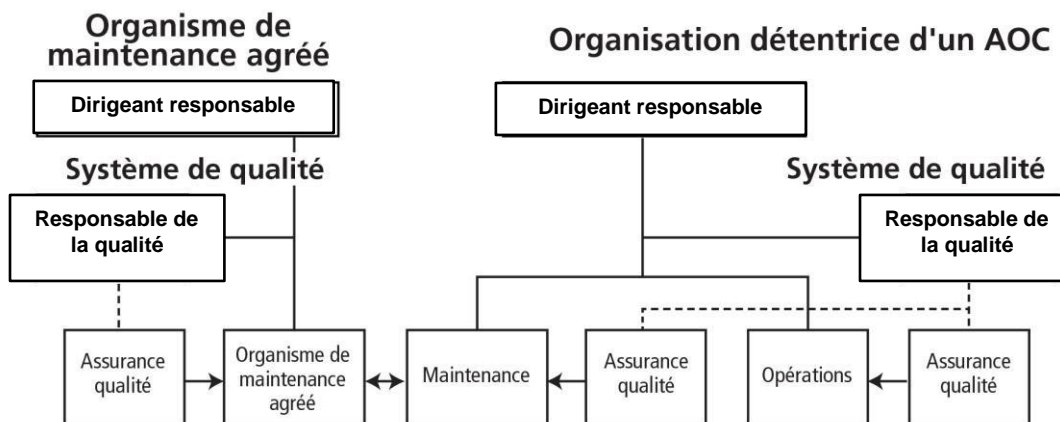 Organisme de
maintenance agréé
Organisation détentrice d'un AOC
Dirigeant responsable
Dirigeant responsable
Système de qualité
Système de qualité
Responsable de
la qualité
Responsable de
la qualité
Assurance
qualité
Organisme de
maintenance
agréé
Maintenance
Assurance
qualité
Opérations
Assurance
qualité